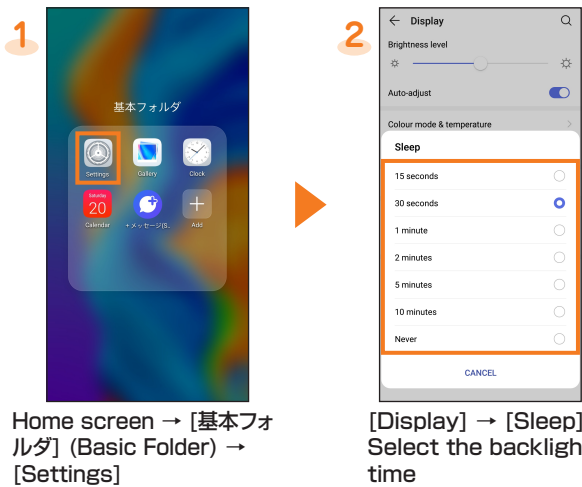 1
基本フォルダ
Settings
Gallery
Clock
Saturday
20
Calendar
+メッセージ(S..
Add
Home screen → [基本フォ
ルダ] (Basic Folder) →
[Settings]
2
Display
Brightness level
Auto-adjust
Colour mode & temperature
Sleep
15 seconds
30 seconds
1 minute
2 minutes
5 minutes
10 minutes
Never
CANCEL
[Display] → [Sleep]
Select the backligh
time